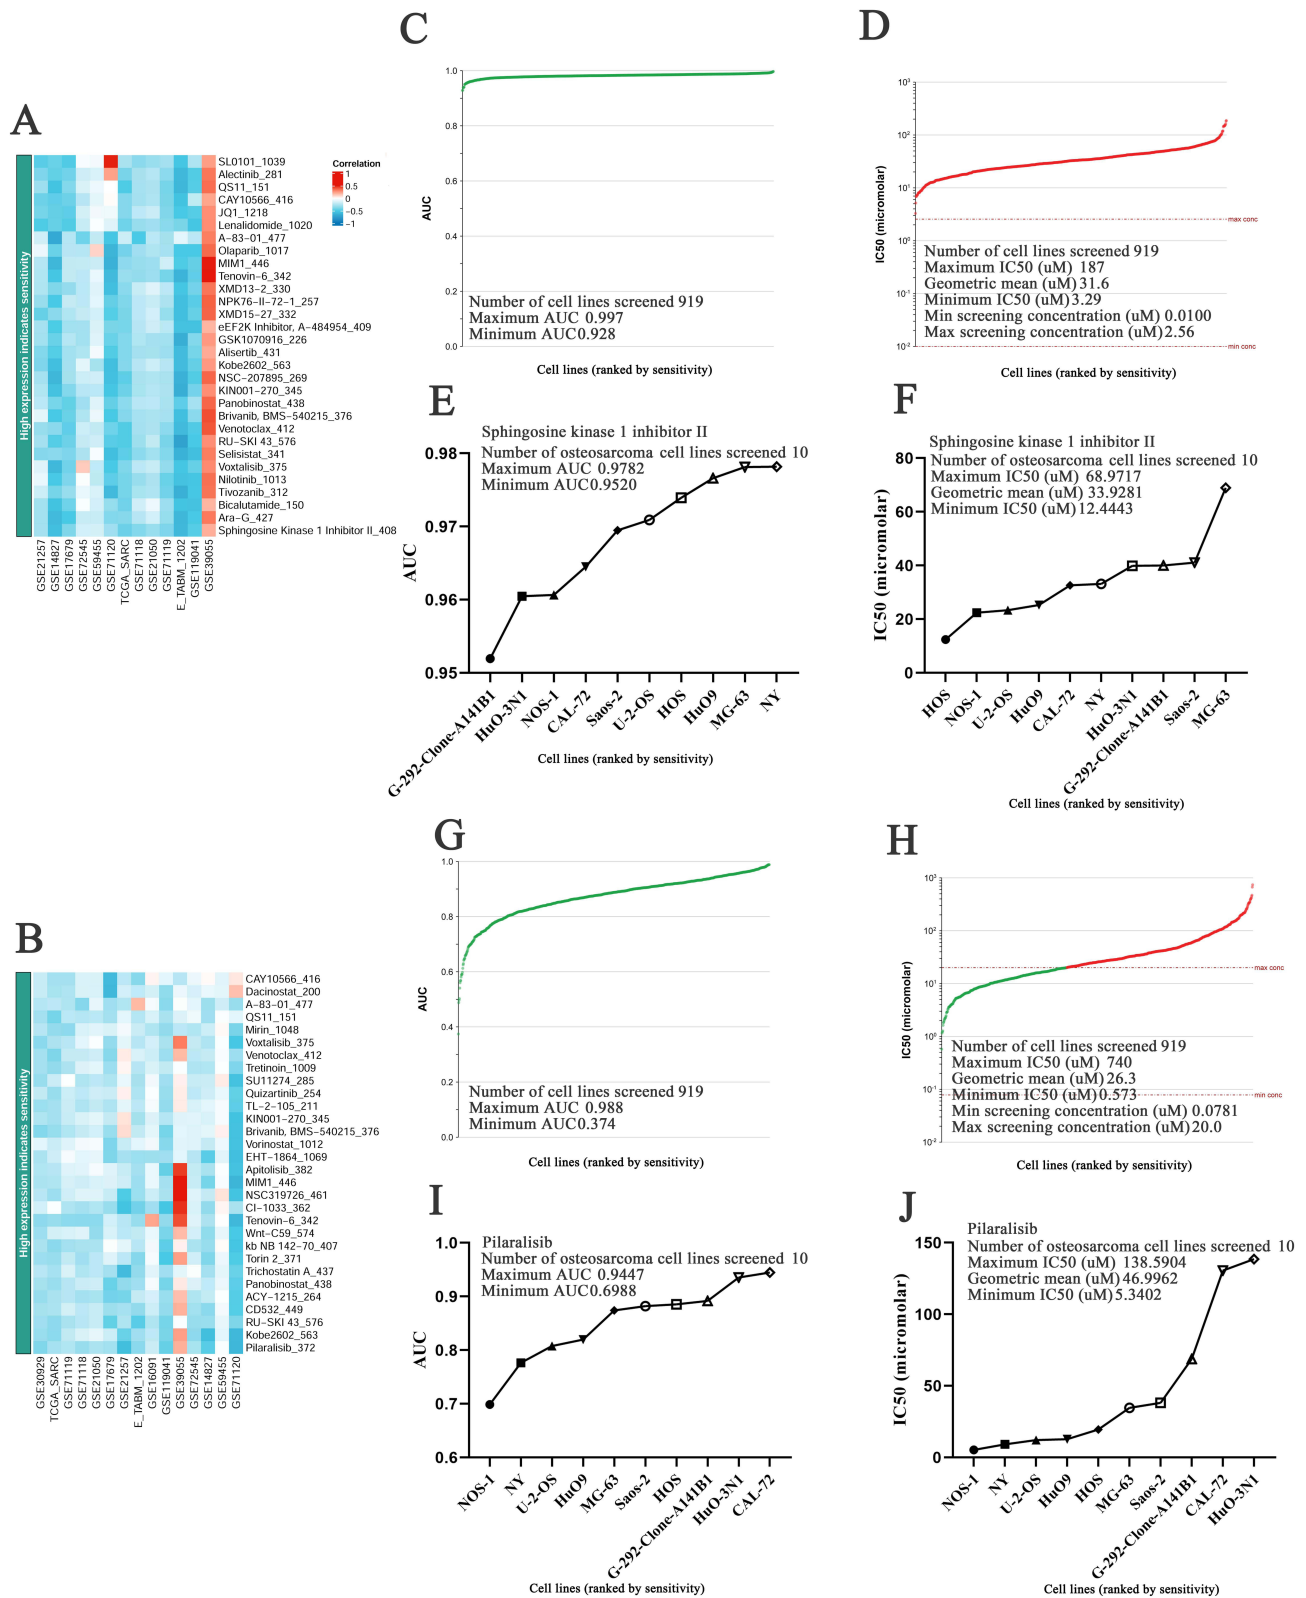 A
High expression indicates sensitivity
SL0101_1039
Alectinib_281
QS11_151
CAY10566_416
JQ1_1218
Lenalidomide_1020
A-83-01_477
Olaparib_1017
MIM1_446
Tenovin-6_342
XMD13-2_330
NPK76-II-72-1_257
XMD15-27_332
eEF2K Inhibitor, A-484954_409
GSK1070916_226
Alisertib_431
Kobe2602_563
NSC-207895_269
KIN001-270_345
Panobinostat_438
Brivanib, BMS-540215_376
Venotoclax_412
RU-SKI 43_576
Selisistat_341
Voxtalisib_375
Nilotinib_1013
Tivozanib_312
Bicalutamide_150
Ara-G_427
Sphingosine Kinase 1 Inhibitor II_408
GSE21257
GSE14827
GSE17679
GSE72545
GSE59455
GSE71120
TCGA_SARC
GSE71118
GSE21050
GSE71119
E_TABM_1202
GSE119041
GSE39055
Correlation
1
0.5
0
-0.5
-1
C
1.0
0.8
0.6
0.4
0.2
0.0
AUC
Number of cell lines screened 919
Maximum AUC 0.997
Minimum AUC0.928
Cell lines (ranked by sensitivity)
D
10³
10²
10¹
10⁰
10⁻¹
10⁻²
IC50 (micromolar)
max conc
Number of cell lines screened 919
Maximum IC50 (uM) 187
Geometric mean (uM)31.6
Minimum IC50 (uM)3.29
Min screening concentration (uM) 0.0100
Max screening concentration (uM)2.56
min conc
Cell lines (ranked by sensitivity)
E
Sphingosine kinase 1 inhibitor II
Number of osteosarcoma cell lines screened 10
Maximum AUC 0.9782
Minimum AUC0.9520
0.98
0.97
0.96
0.95
AUC
G-292-Clone-A141B1
HuO-3N1
NOS-1
CAL-72
Saos-2
U-2-OS
HOS
HuO9
MG-63
NY
Cell lines (ranked by sensitivity)
F
Sphingosine kinase 1 inhibitor II
Number of osteosarcoma cell lines screened 10
Maximum IC50 (uM) 68.9717
Geometric mean (uM) 33.9281
Minimum IC50 (uM)12.4443
80
60
40
20
0
IC50 (micromolar)
HOS
NOS-1
U-2-OS
HuO9
CAL-72
NY
HuO-3N1
G-292-Clone-A141B1
Saos-2
MG-63
Cell lines (ranked by sensitivity)
B
High expression indicates sensitivity
CAY10566_416
Dacinostat_200
A-83-01_477
QS11_151
Mirin_1048
Voxtalisib_375
Venotoclax_412
Tretinoin_1009
SU11274_285
Quizartinib_254
TL-2-105_211
KIN001-270_345
Brivanib, BMS-540215_376
Vorinostat_1012
EHT-1864_1069
Apitolisib_382
MIM1_446
NSC319726_461
CI-1033_362
Tenovin-6_342
Wnt-C59_574
kb NB 142-70_407
Torin 2_371
Trichostatin A_437
Panobinostat_438
ACY-1215_264
CD532_449
RU-SKI 43_576
Kobe2602_563
Pilaralisib_372
GSE30929
TCGA_SARC
GSE71119
GSE71118
GSE21050
GSE17679
GSE21257
E_TABM_1202
GSE16091
GSE119041
GSE39055
GSE72545
GSE14827
GSE59455
GSE71120
G
1.0
0.8
0.6
0.4
0.2
0.0
AUC
Number of cell lines screened 919
Maximum AUC 0.988
Minimum AUC0.374
Cell lines (ranked by sensitivity)
H
10³
10²
10¹
10⁰
10⁻¹
10⁻²
IC50 (micromolar)
max conc
Number of cell lines screened 919
Maximum IC50 (uM) 740
Geometric mean (uM)26.3
Minimum IC50 (uM)0.573
min conc
Min screening concentration (uM) 0.0781
Max screening concentration (uM)20.0
Cell lines (ranked by sensitivity)
I
Pilaralisib
Number of osteosarcoma cell lines screened 10
Maximum AUC 0.9447
Minimum AUC0.6988
1.0
0.9
0.8
0.7
0.6
AUC
NOS-1
NY
U-2-OS
HuO9
MG-63
Saos-2
HOS
G-292-Clone-A141B1
HuO-3N1
CAL-72
Cell lines (ranked by sensitivity)
J
Pilaralisib
Number of osteosarcoma cell lines screened 10
Maximum IC50 (uM) 138.5904
Geometric mean (uM)46.9962
Minimum IC50 (uM)5.3402
150
100
50
0
IC50 (micromolar)
NOS-1
NY
U-2-OS
HuO9
HOS
MG-63
Saos-2
G-292-Clone-A141B1
CAL-72
HuO-3N1
Cell lines (ranked by sensitivity)